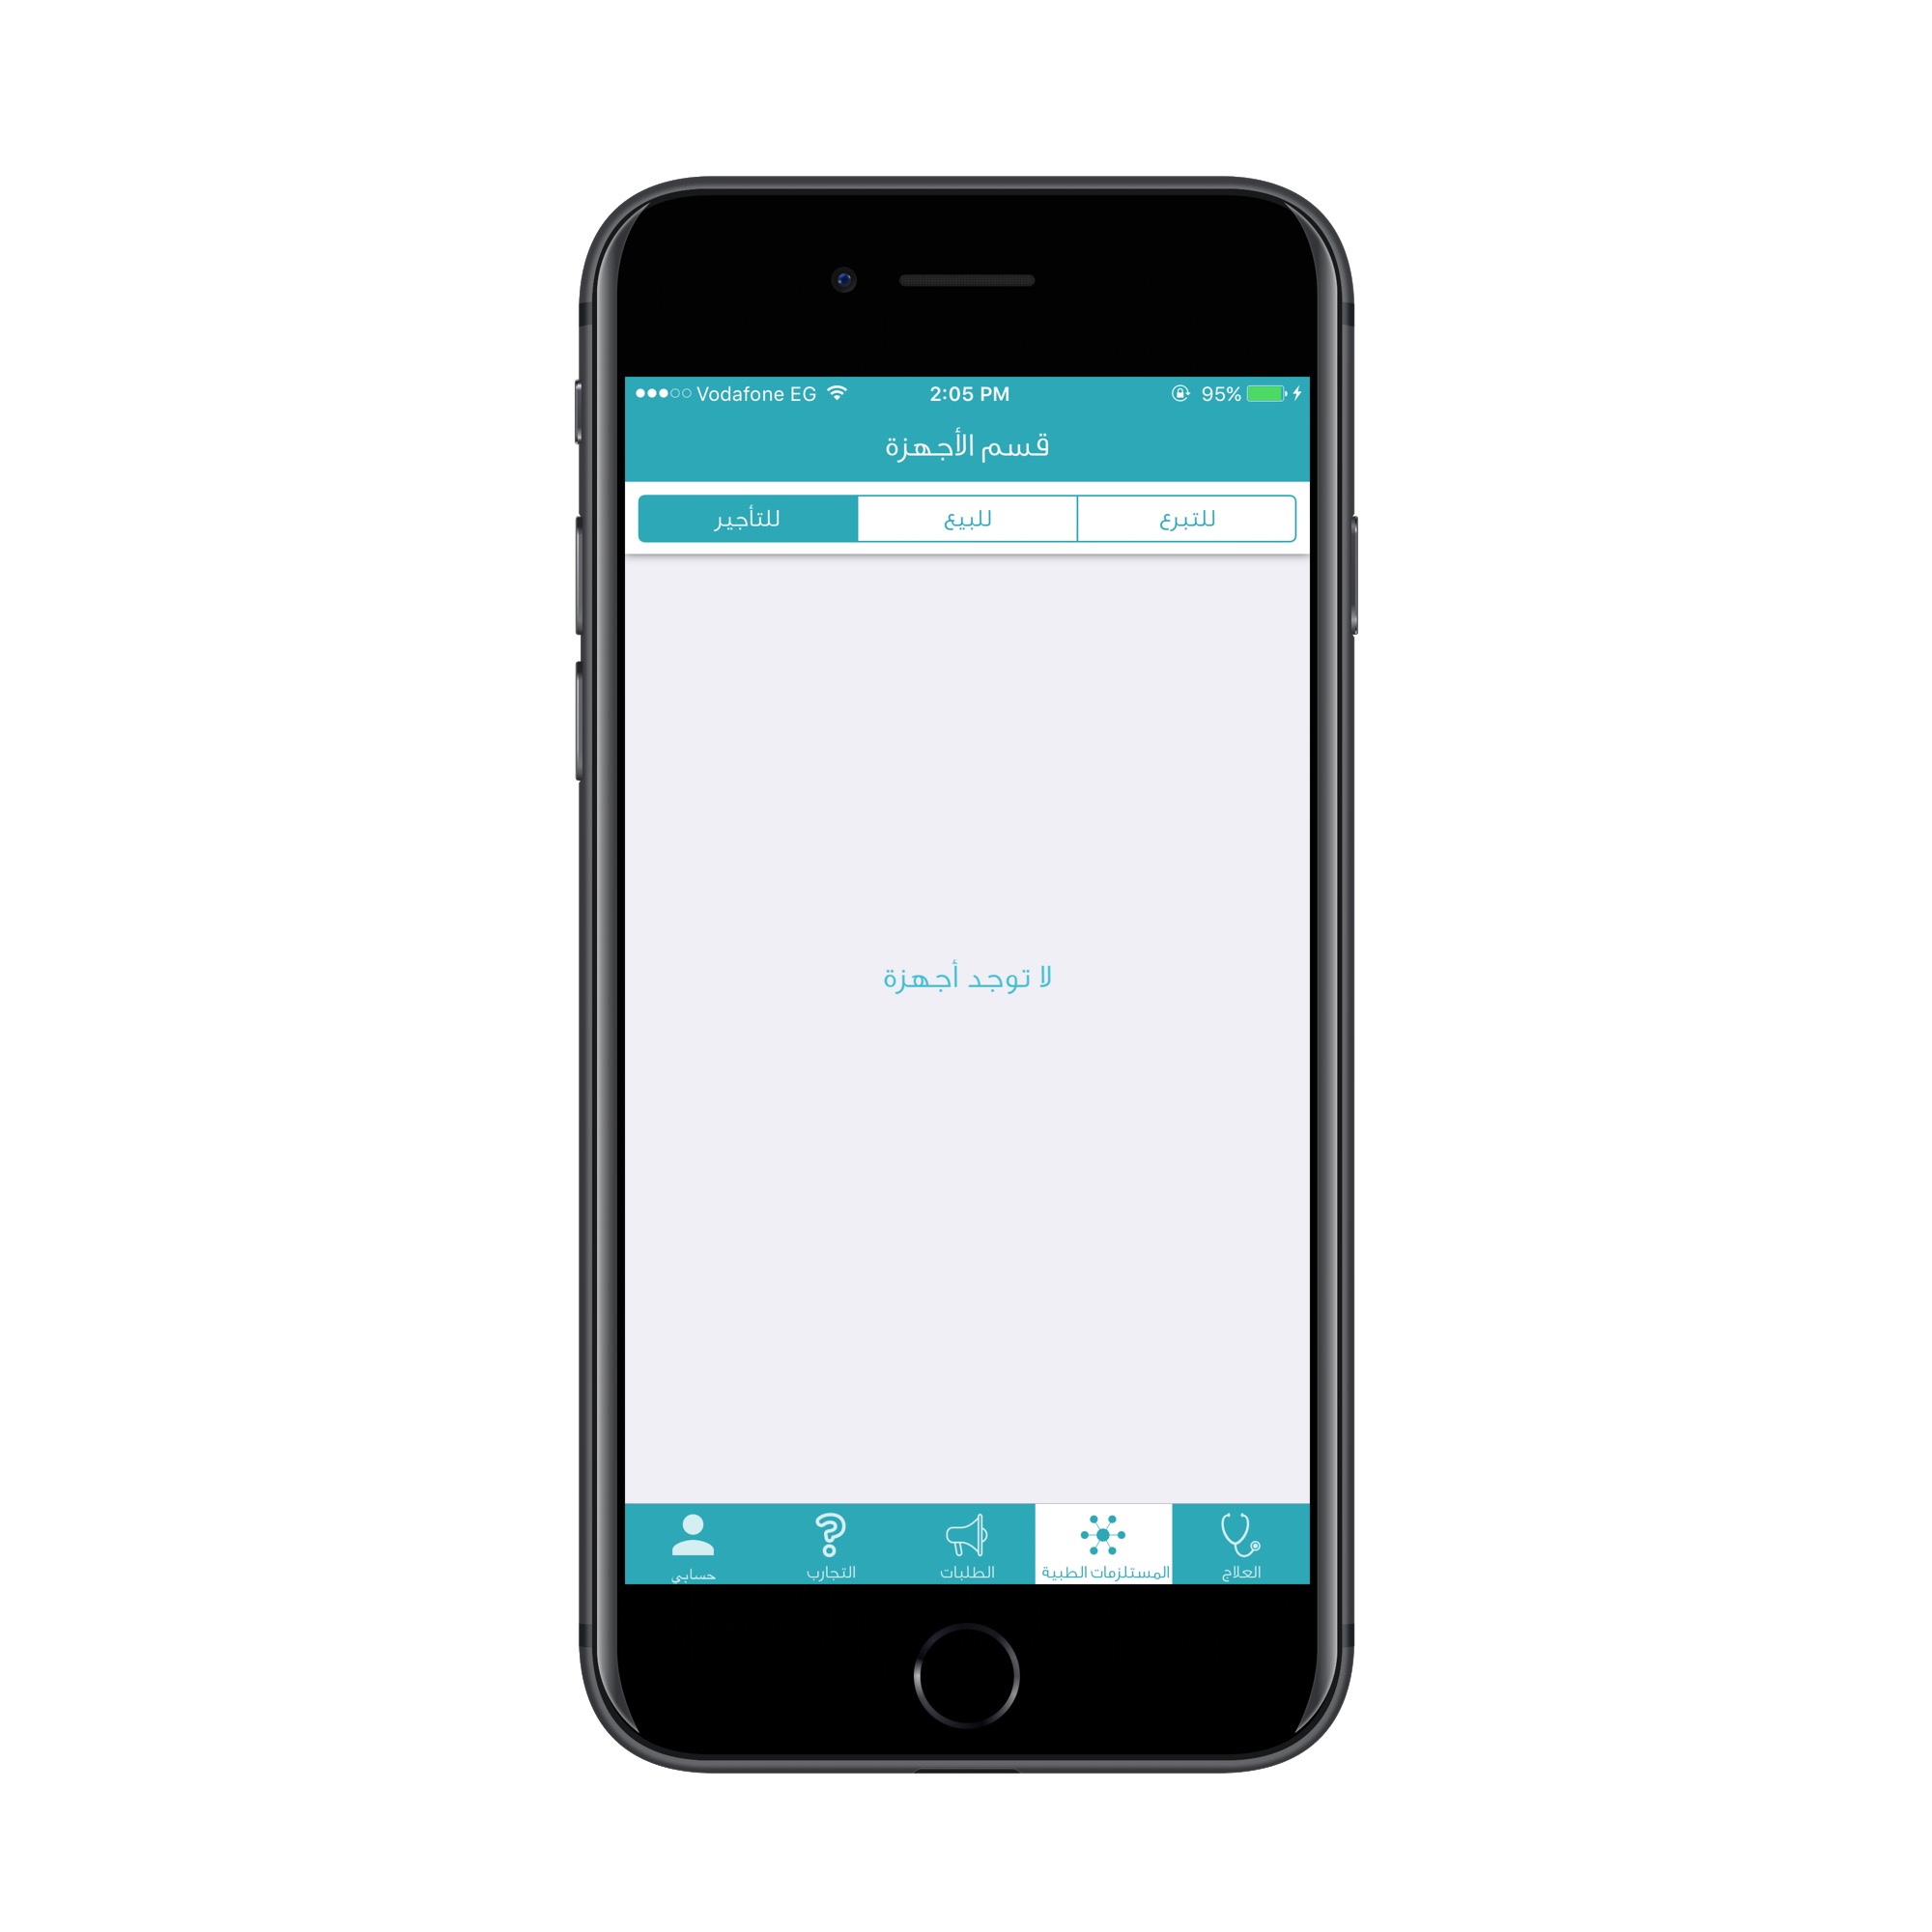 Vodafone EG 2:05 PM 95%
قسم الأجهزة
للتبرع للبيع للتأجير
لا توجد أجهزة
العلاج المستلزمات الطبية الطلبات التجارب حسابي